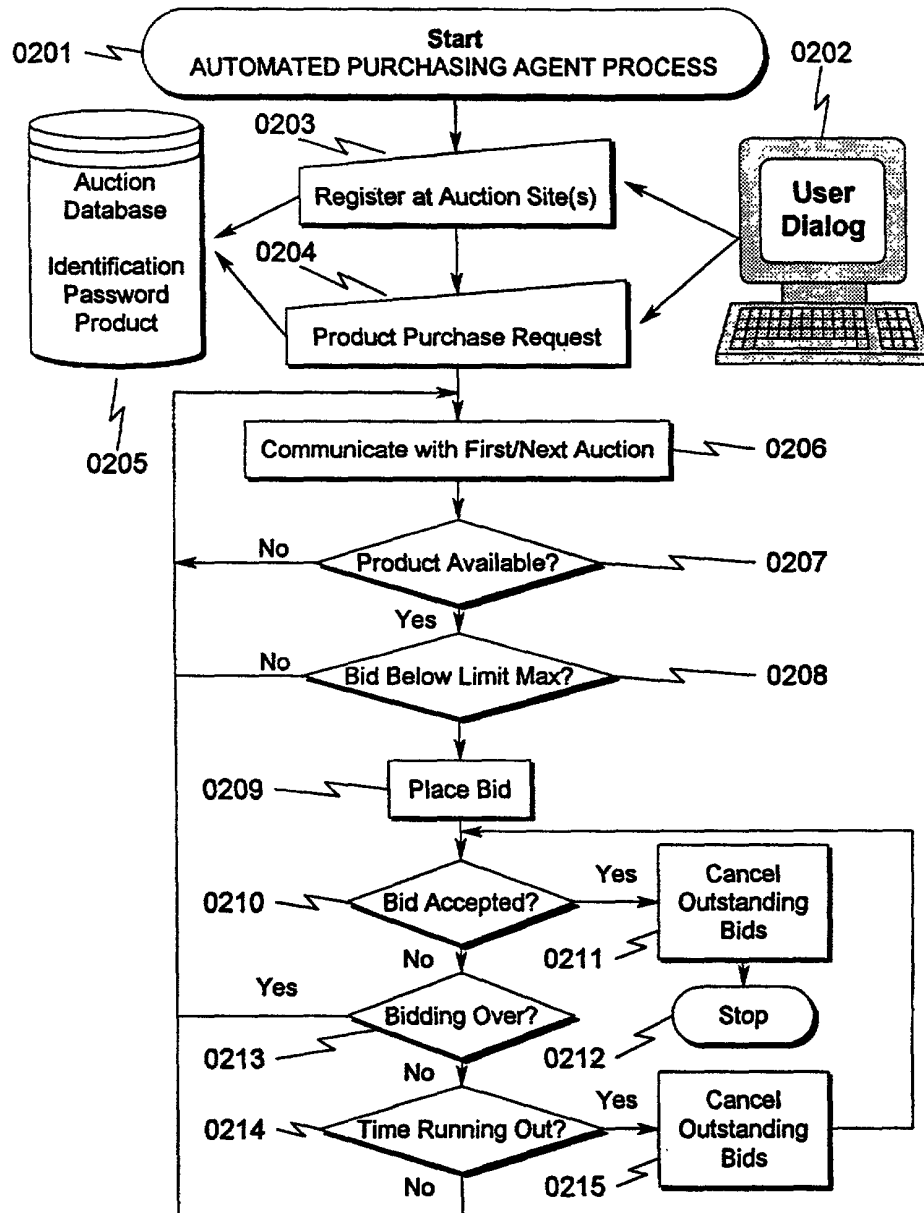 Start
AUTOMATED PURCHASING AGENT PROCESS
0201
0202
0203
Auction
Database
Identification
Password
Product
Register at Auction Site(s)
User
Dialog
0204
Product Purchase Request
0205
Communicate with First/Next Auction
0206
No
Product Available?
0207
Yes
No
Bid Below Limit Max?
0208
0209
Place Bid
0210
Bid Accepted?
Yes
Cancel
Outstanding
Bids
0211
No
Yes
Bidding Over?
0213
Stop
0212
No
0214
Time Running Out?
Yes
Cancel
Outstanding
Bids
0215
No